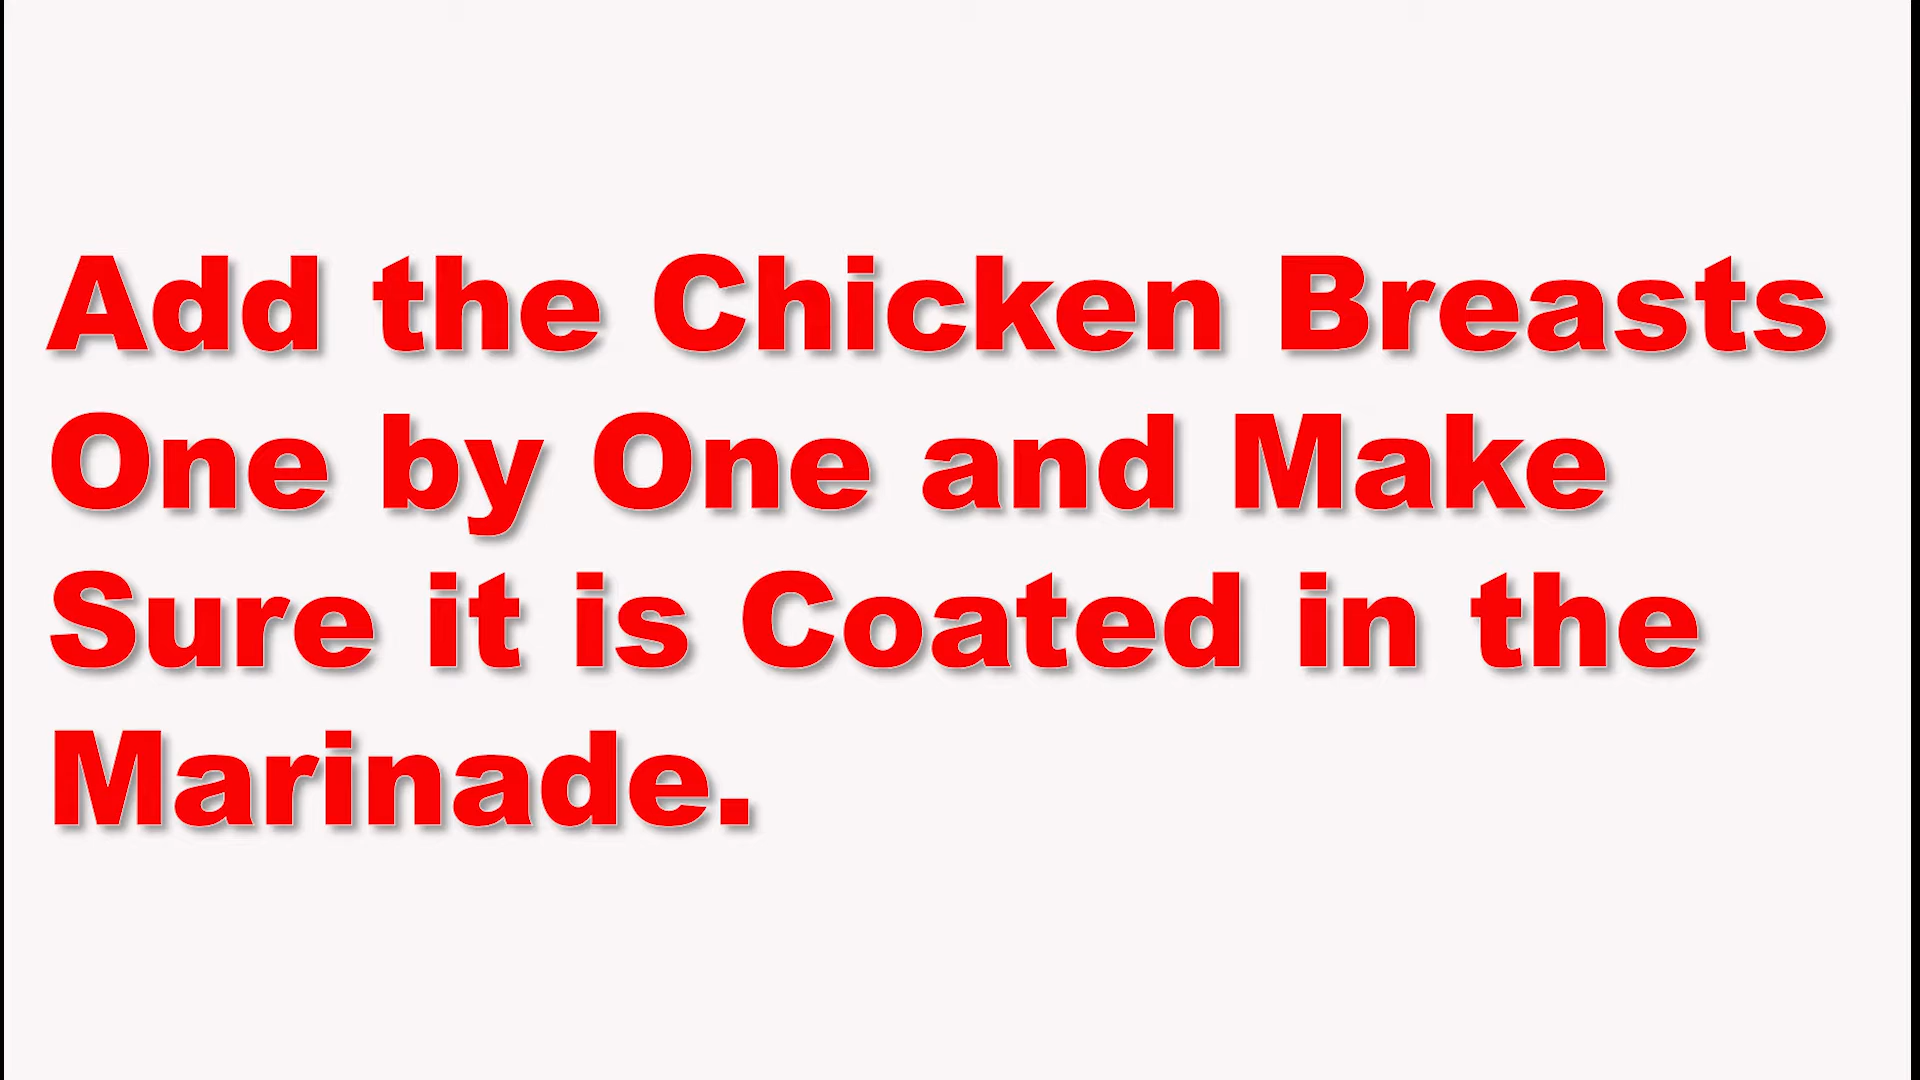 Add the Chicken Breasts
One by One and Make
Sure it is Coated in the
Marinade.